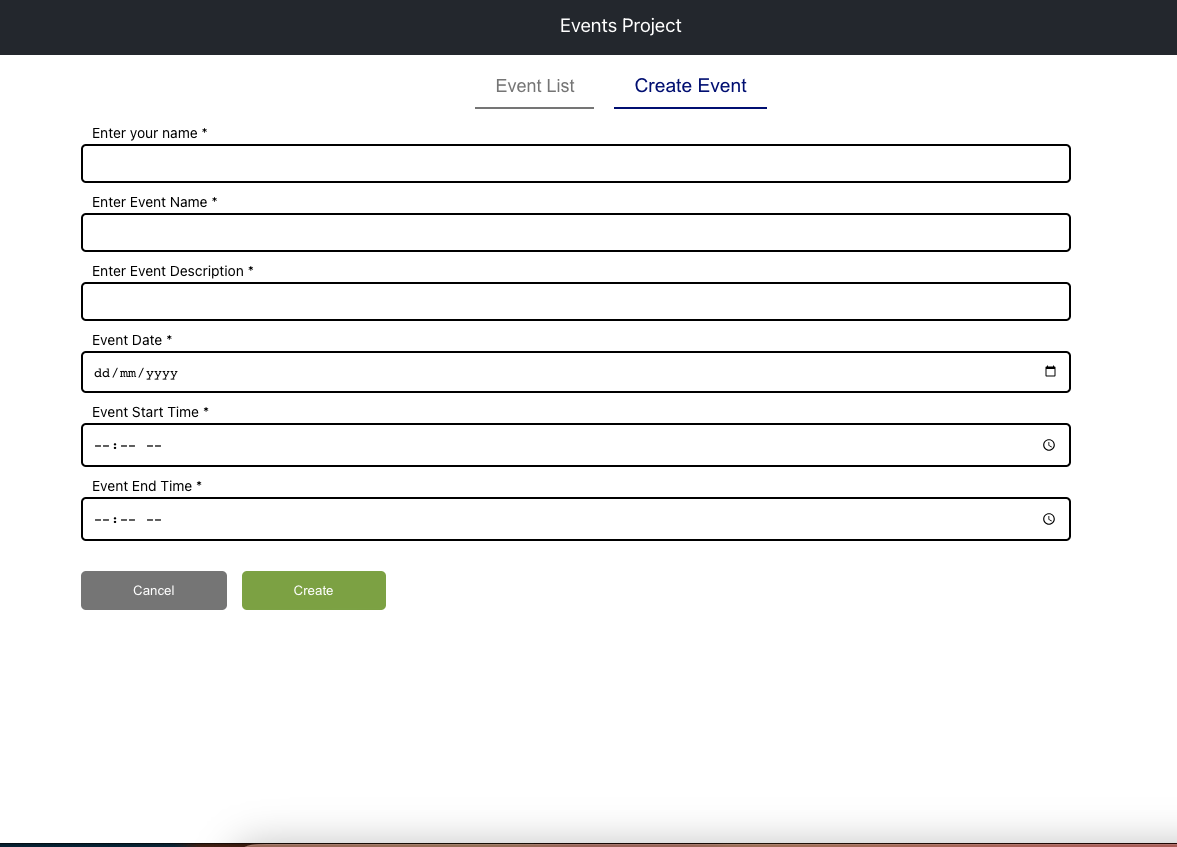 Events Project
Event List Create Event
Enter your name *
Enter Event Name *
Enter Event Description *
Event Date *
dd/mm/yyyy
Event Start Time *
--:-- --
Event End Time *
--:-- --
Cancel Create